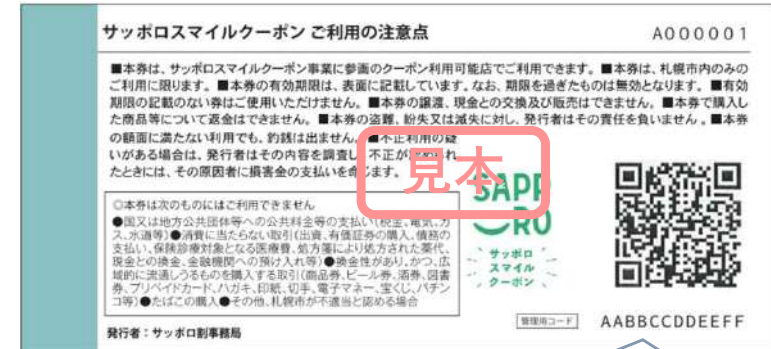 サッポロスマイルクーポン ご利用の注意点
A000001
■本券は、サッポロスマイルクーポン事業に参画のクーポン利用可能店でご利用できます。■本券は、札幌市内のみの
ご利用に限ります。■本券の有効期限は、表面に記載しています。なお、期限を過ぎたものは無効となります。■有効
期限の記載のない券はご使用いただけません。■本券の譲渡、現金との交換及び販売はできません。■本券で購入し
た商品等について返金はできません。■本券の盗難、紛失又は滅失に対し、発行者はその責任を負いません。■本券
の額面に満たない利用でも、釣銭は出ません。■不正利用の疑
いがある場合は、発行者はその内容を調査し、不正が認められ
たときには、その原因者に損害金の支払いを命じます。
見本
◎本券は次のものにはご利用できません
●国又は地方公共団体等への公共料金等の支払い(税金、電気、ガ
ス、水道等)●消費に当たらない取引(出資、有価証券の購入、債務の
支払い、保険診療対象となる医療費、処方箋により処方された薬代、
現金との換金、金融機関への預け入れ等)●換金性があり、かつ、広
域的に流通しうるものを購入する取引(商品券、ビール券、酒券、図書
券、プリペイドカード、ハガキ、印紙、切手、電子マネー、宝くじ、パチン
コ等)●たばこの購入●その他、札幌市が不適当と認める場合
発行者：サッポロ割事務局
SAPP
RO
サッポロ
スマイル
クーポン
管理用コード
AABBCCDDEEFF